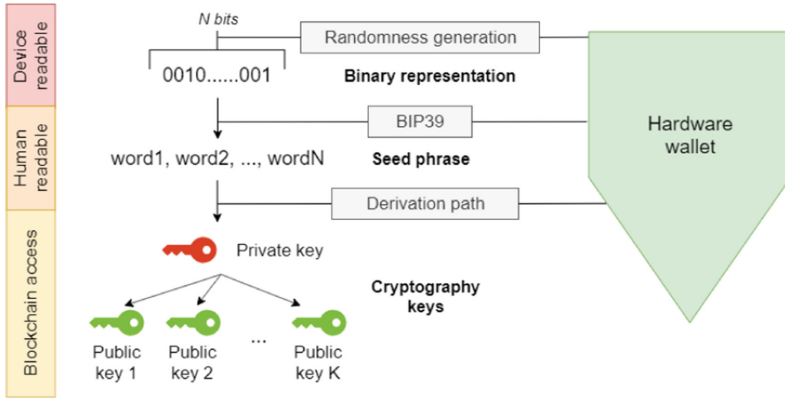 Device
readable
N bits
Randomness generation
0010......001
Binary representation
Hardware
wallet
Human
readable
BIP39
word1, word2, ..., wordN
Seed phrase
Derivation path
Blockchain access
Private key
Cryptography
keys
...
Public
key 1
Public
key 2
Public
key K